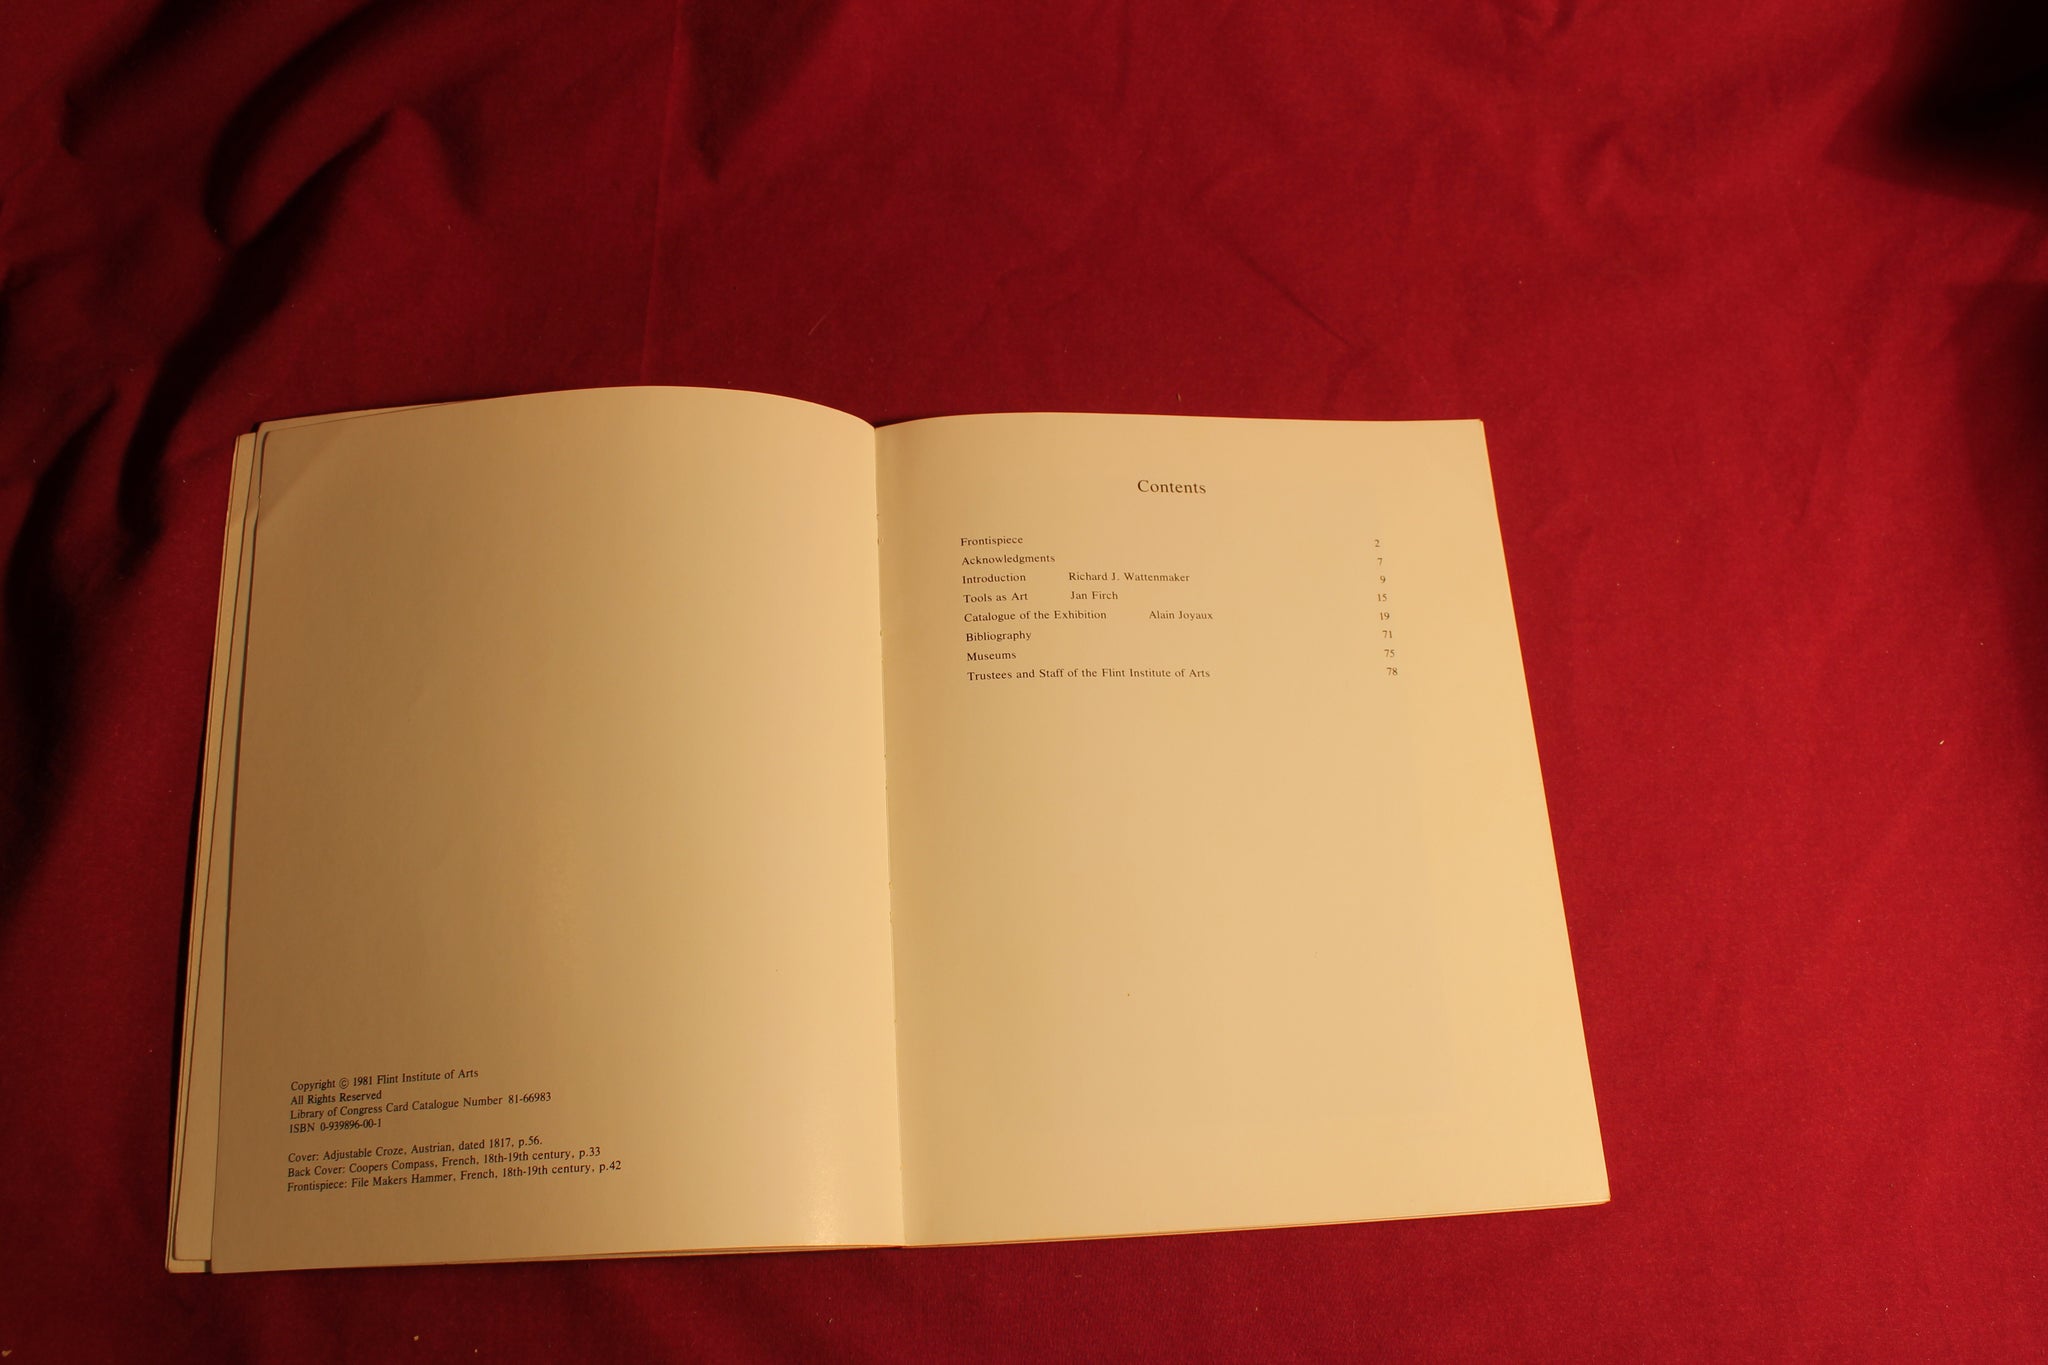 Copyright © 1981 Flint Institute of Arts
All Rights Reserved
Library of Congress Card Catalogue Number 81-66983
ISBN 0-939896-00-1
Cover: Adjustable Croze, Austrian, dated 1817, p.56.
Back Cover: Coopers Compass, French, 18th-19th century, p.33
Frontispiece: File Makers Hammer, French, 18th-19th century, p.42
Contents
Frontispiece 2
Acknowledgments 7
Introduction Richard J. Wattenmaker 9
Tools as Art Jan Firch 15
Catalogue of the Exhibition Alain Joyaux 19
Bibliography 71
Museums 75
Trustees and Staff of the Flint Institute of Arts 78